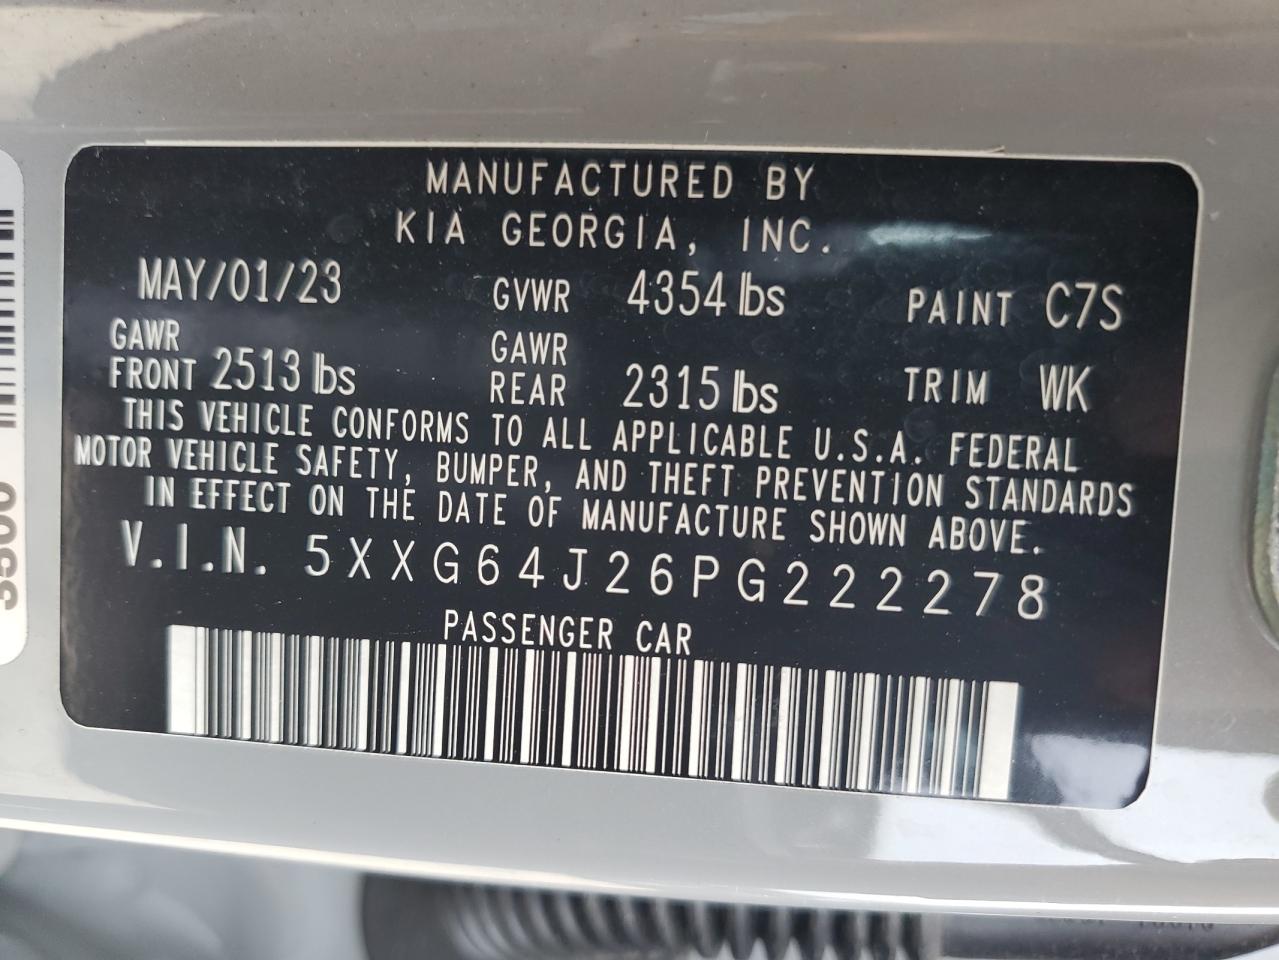 MANUFACTURED BY
KIA GEORGIA, INC.
MAY/01/23 GVWR 4354 lbs PAINT C7S
GAWR FRONT 2513 lbs GAWR REAR 2315 lbs TRIM WK
THIS VEHICLE CONFORMS TO ALL APPLICABLE U.S.A. FEDERAL
MOTOR VEHICLE SAFETY, BUMPER, AND THEFT PREVENTION STANDARDS
IN EFFECT ON THE DATE OF MANUFACTURE SHOWN ABOVE.
V.I.N. 5XXG64J26PG222278
PASSENGER CAR